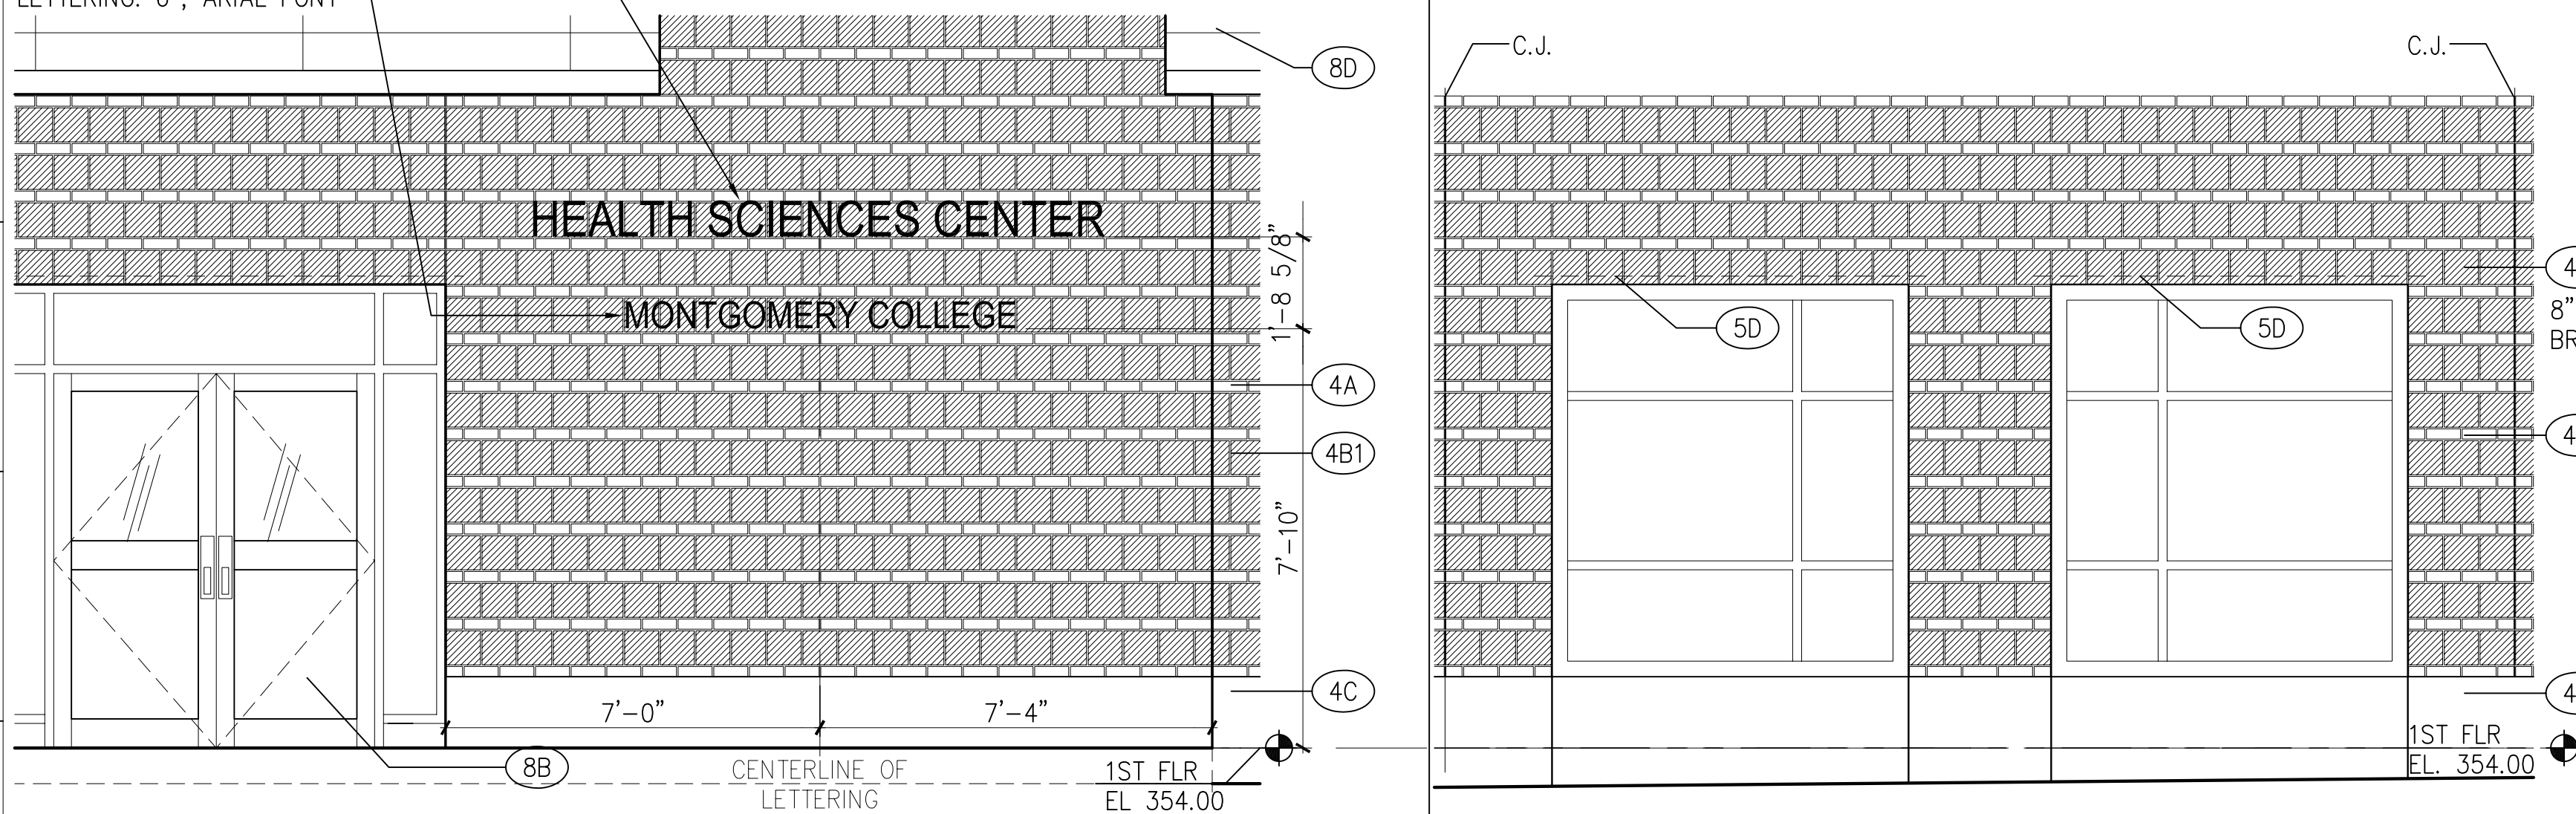 ARIAL FONT
C.J.
C.J.
8D
HEALTH SCIENCES CENTER
1'-8 5/8"
MONTGOMERY COLLEGE
8"
BR
5D
5D
4A
4B1
7'-10"
4C
7'-0"
7'-4"
8B
CENTERLINE OF
LETTERING
1ST FLR
EL 354.00
1ST FLR
EL. 354.00